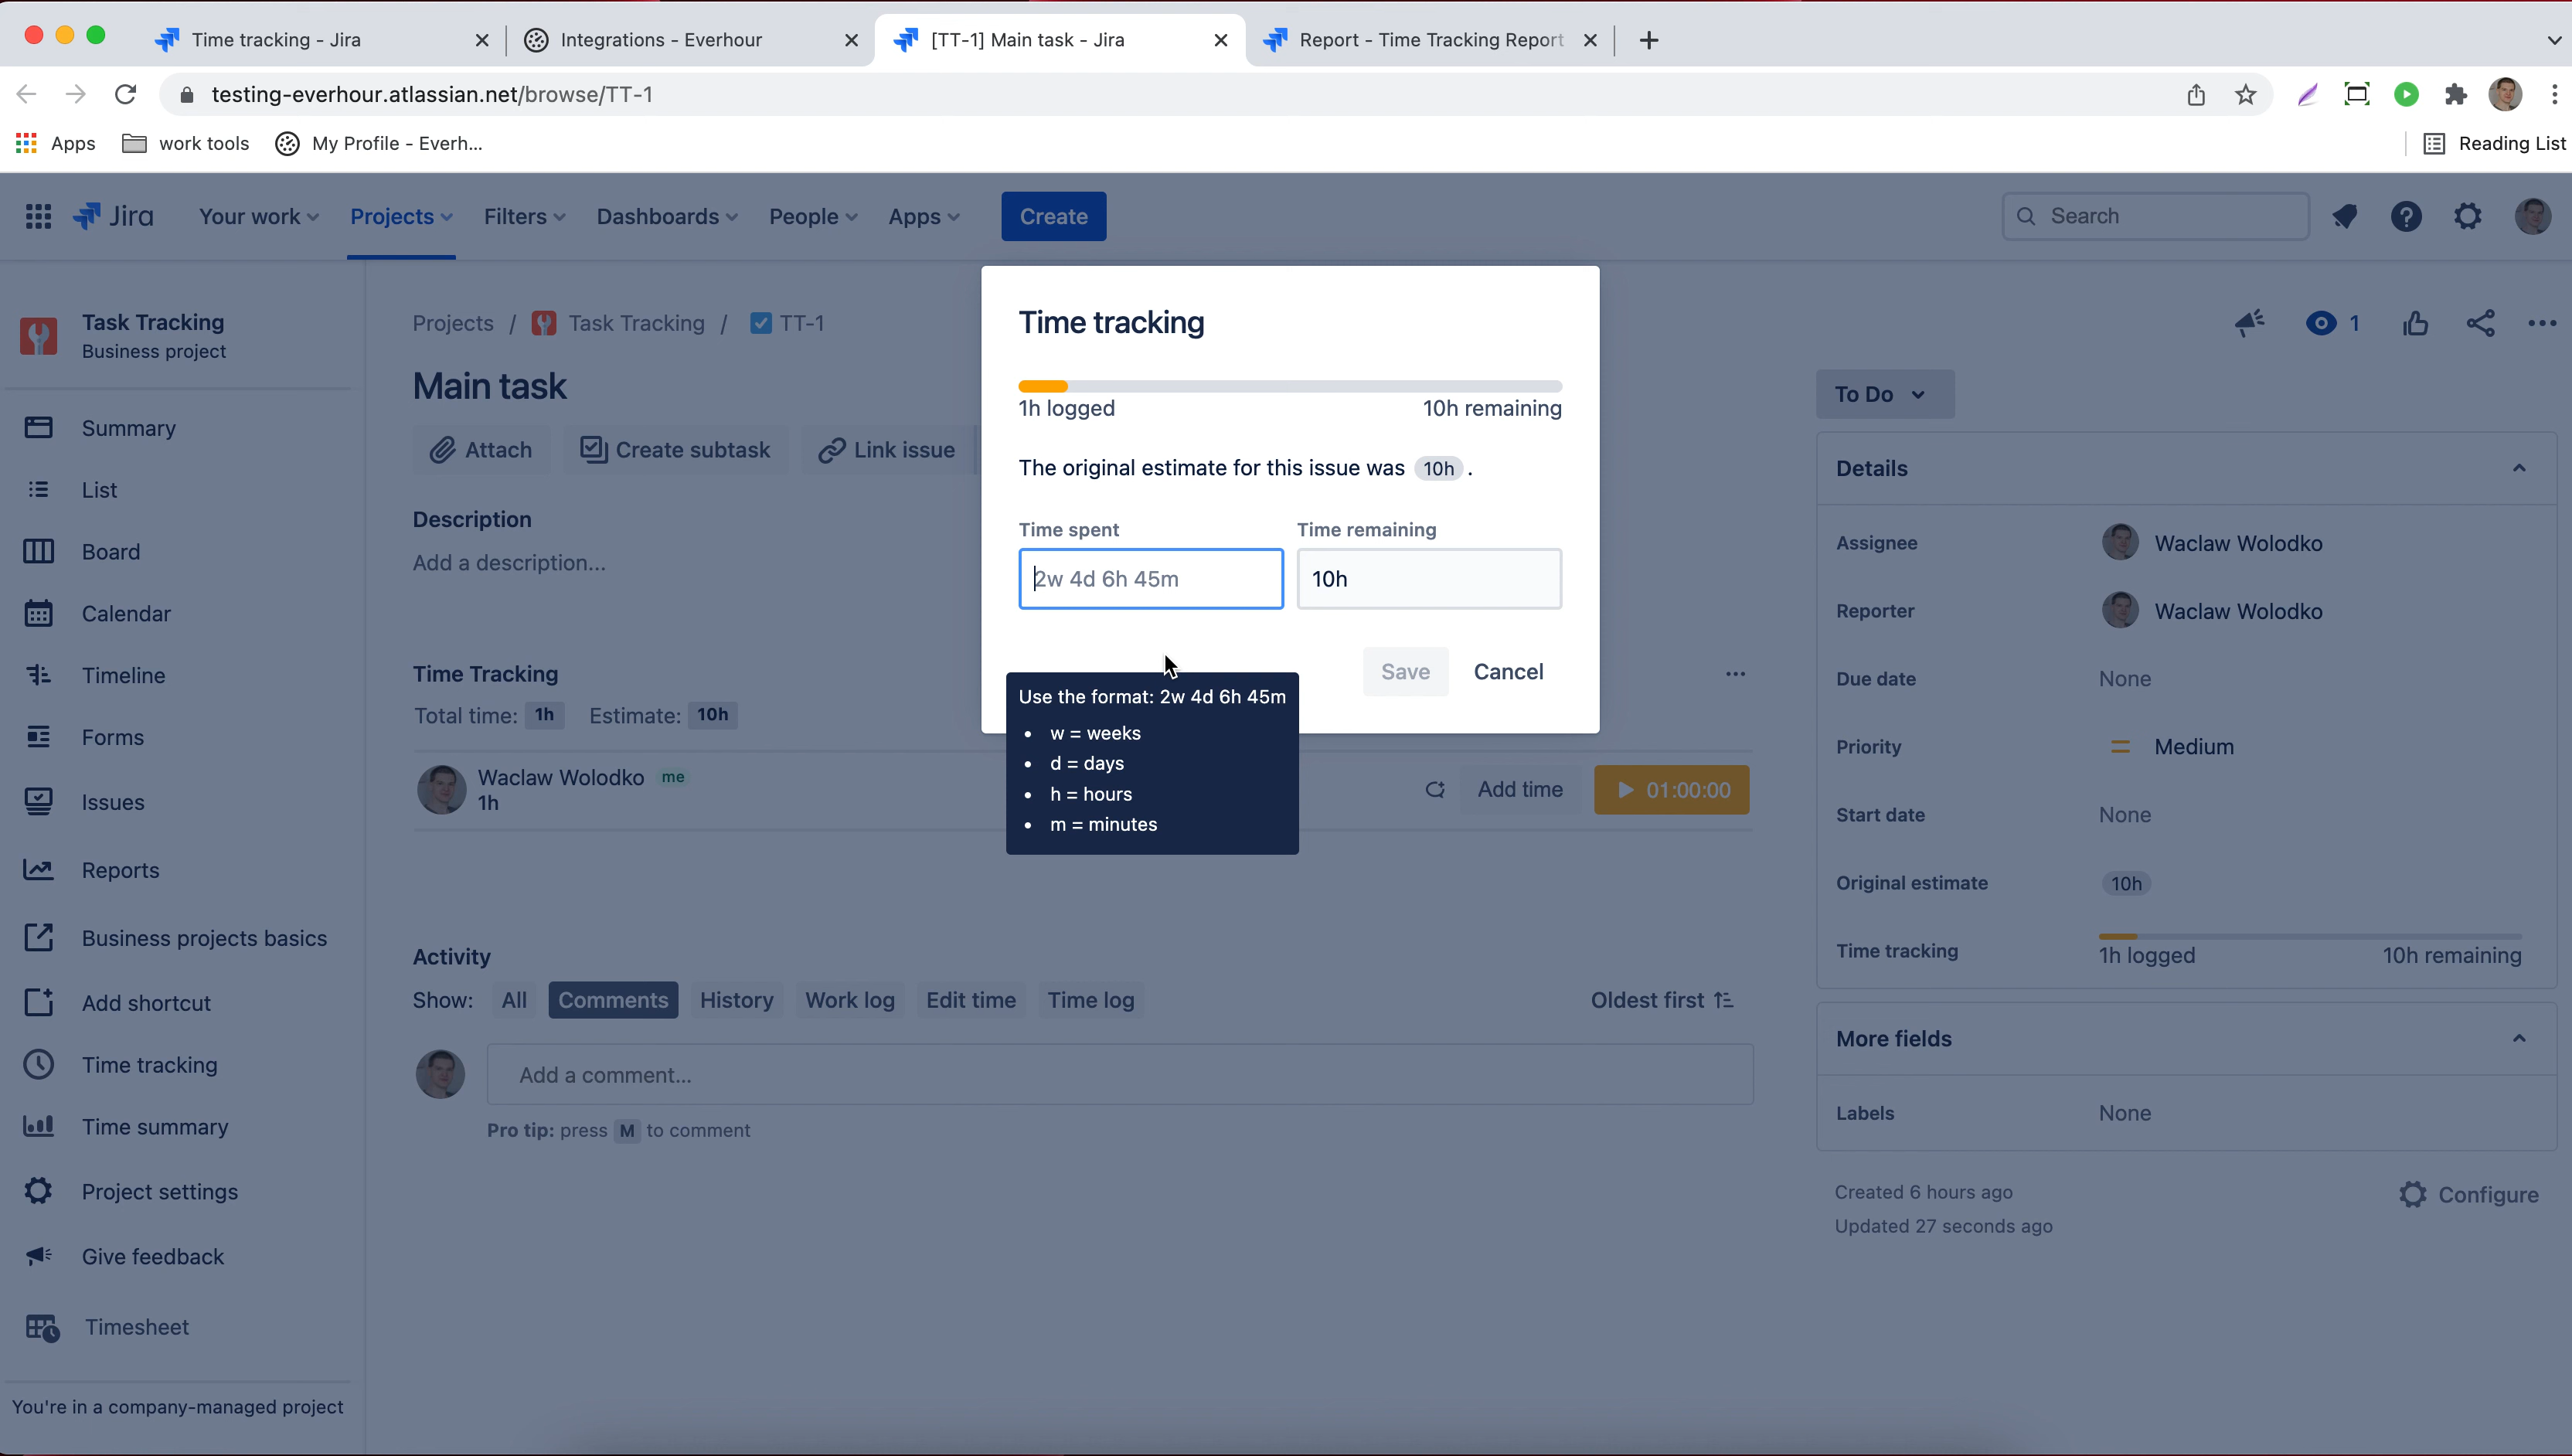 Time tracking - Jira
Integrations - Everhour
[TT-1] Main task - Jira
Report - Time Tracking Report
testing-everhour.atlassian.net/browse/TT-1
Apps
work tools
My Profile - Everh...
Reading List
Jira
Your work
Projects
Filters
Dashboards
People
Apps
Create
Search
Task Tracking
Business project
Summary
List
Board
Calendar
Timeline
Forms
Issues
Reports
Business projects basics
Add shortcut
Time tracking
Time summary
Project settings
Give feedback
Timesheet
You're in a company-managed project
Projects / Task Tracking / TT-1
Main task
Attach
Create subtask
Link issue
Description
Add a description...
Time Tracking
Total time: 1h Estimate: 10h
Waclaw Wolodko me
1h
Add time
01:00:00
Activity
Show: All Comments History Work log Edit time Time log
Oldest first
Add a comment...
Pro tip: press M to comment
Time tracking
1h logged
10h remaining
The original estimate for this issue was 10h .
Time spent
Time remaining
2w 4d 6h 45m
10h
Save
Cancel
Use the format: 2w 4d 6h 45m
• w = weeks
• d = days
• h = hours
• m = minutes
1
To Do
Details
Assignee
Waclaw Wolodko
Reporter
Waclaw Wolodko
Due date
None
Priority
Medium
Start date
None
Original estimate
10h
Time tracking
1h logged
10h remaining
More fields
Labels
None
Created 6 hours ago
Updated 27 seconds ago
Configure